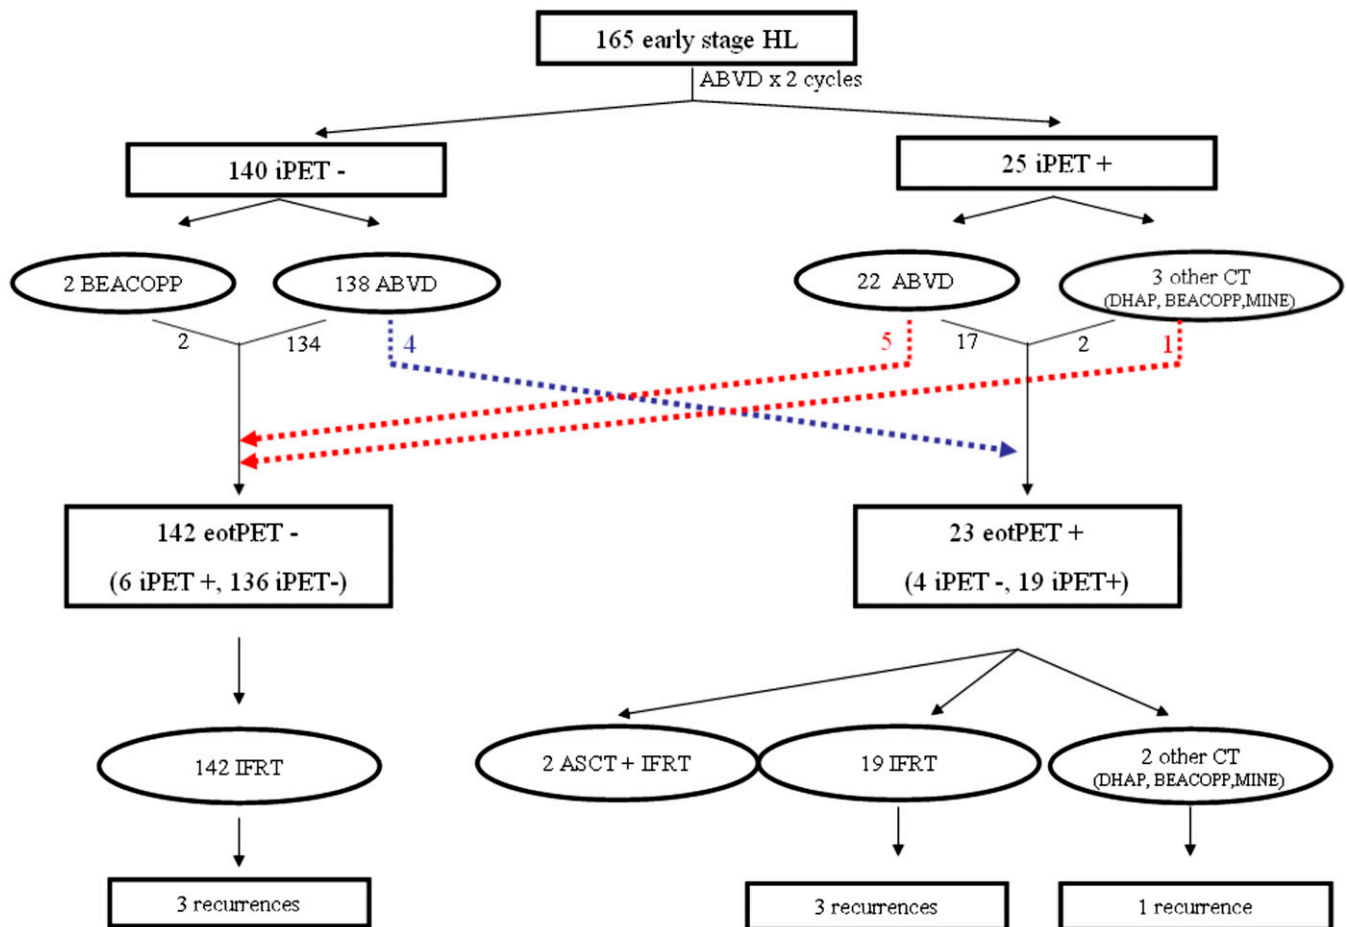 165 early stage HL
ABVD x 2 cycles
140 iPET -
25 iPET +
2 BEACOPP
138 ABVD
22 ABVD
3 other CT
(DHAP, BEACOPP,MINE)
2
134
4
5
17
2
1
142 eotPET -
(6 iPET +, 136 iPET-)
23 eotPET +
(4 iPET -, 19 iPET+)
142 IFRT
2 ASCT + IFRT
19 IFRT
2 other CT
(DHAP, BEACOPP,MINE)
3 recurrences
3 recurrences
1 recurrence